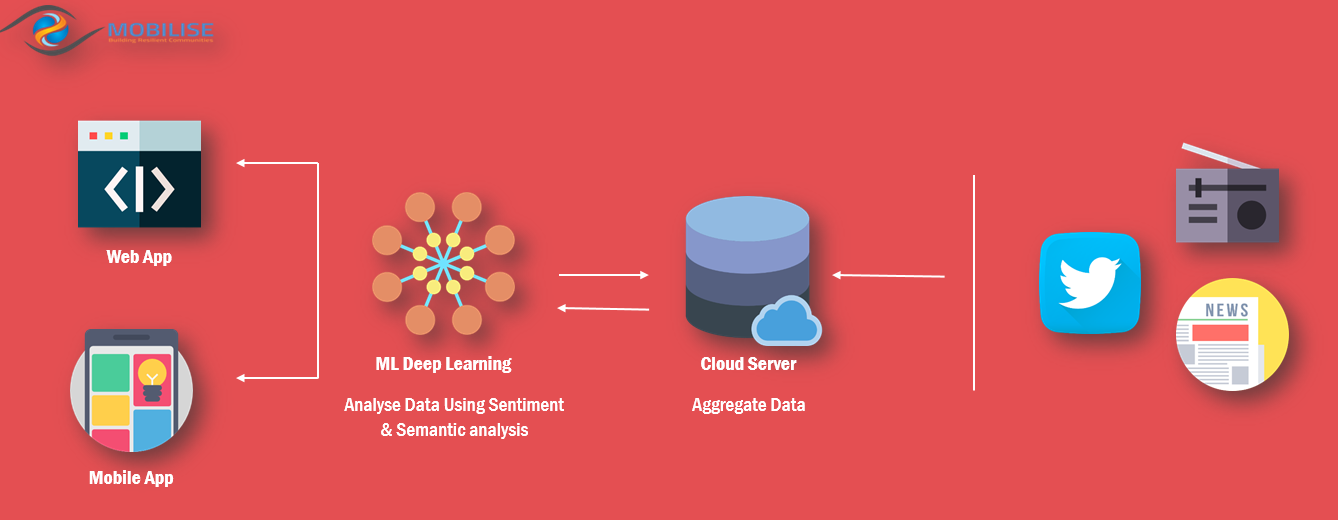 MOBILISE
Building Resilient Communities
Web App
Mobile App
ML Deep Learning
Analyse Data Using Sentiment
& Semantic analysis
Cloud Server
Aggregate Data
NEWS